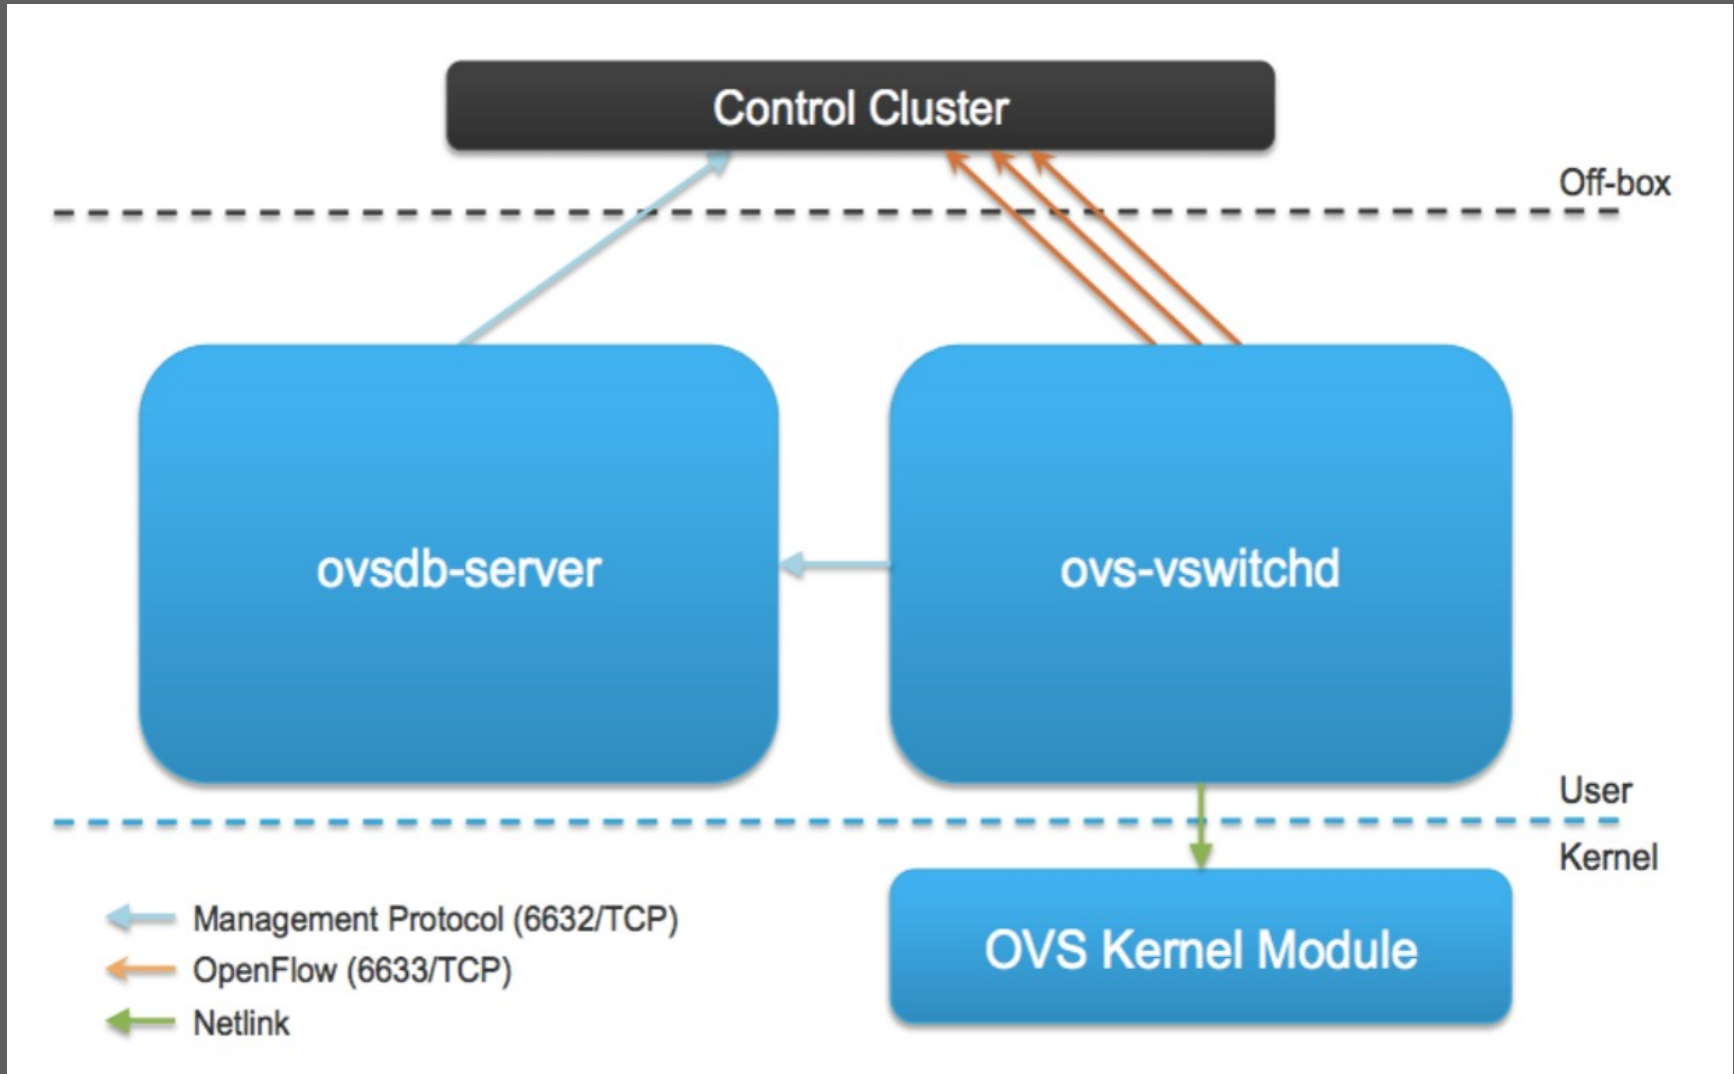 Control Cluster
Off-box
ovsdb-server
ovs-vswitchd
User
Kernel
Management Protocol (6632/TCP)
OpenFlow (6633/TCP)
Netlink
OVS Kernel Module